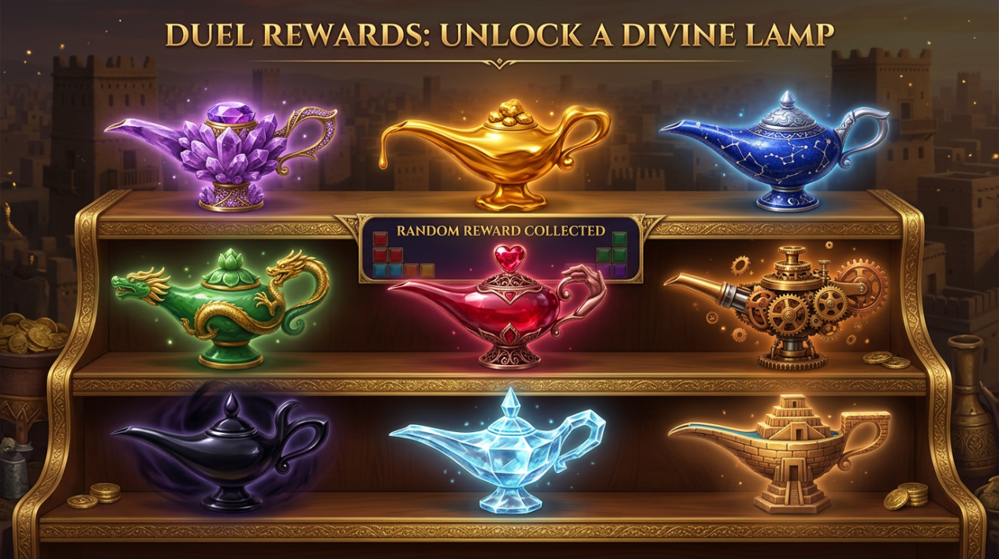 DUEL REWARDS: UNLOCK A DIVINE LAMP
RANDOM REWARD COLLECTED